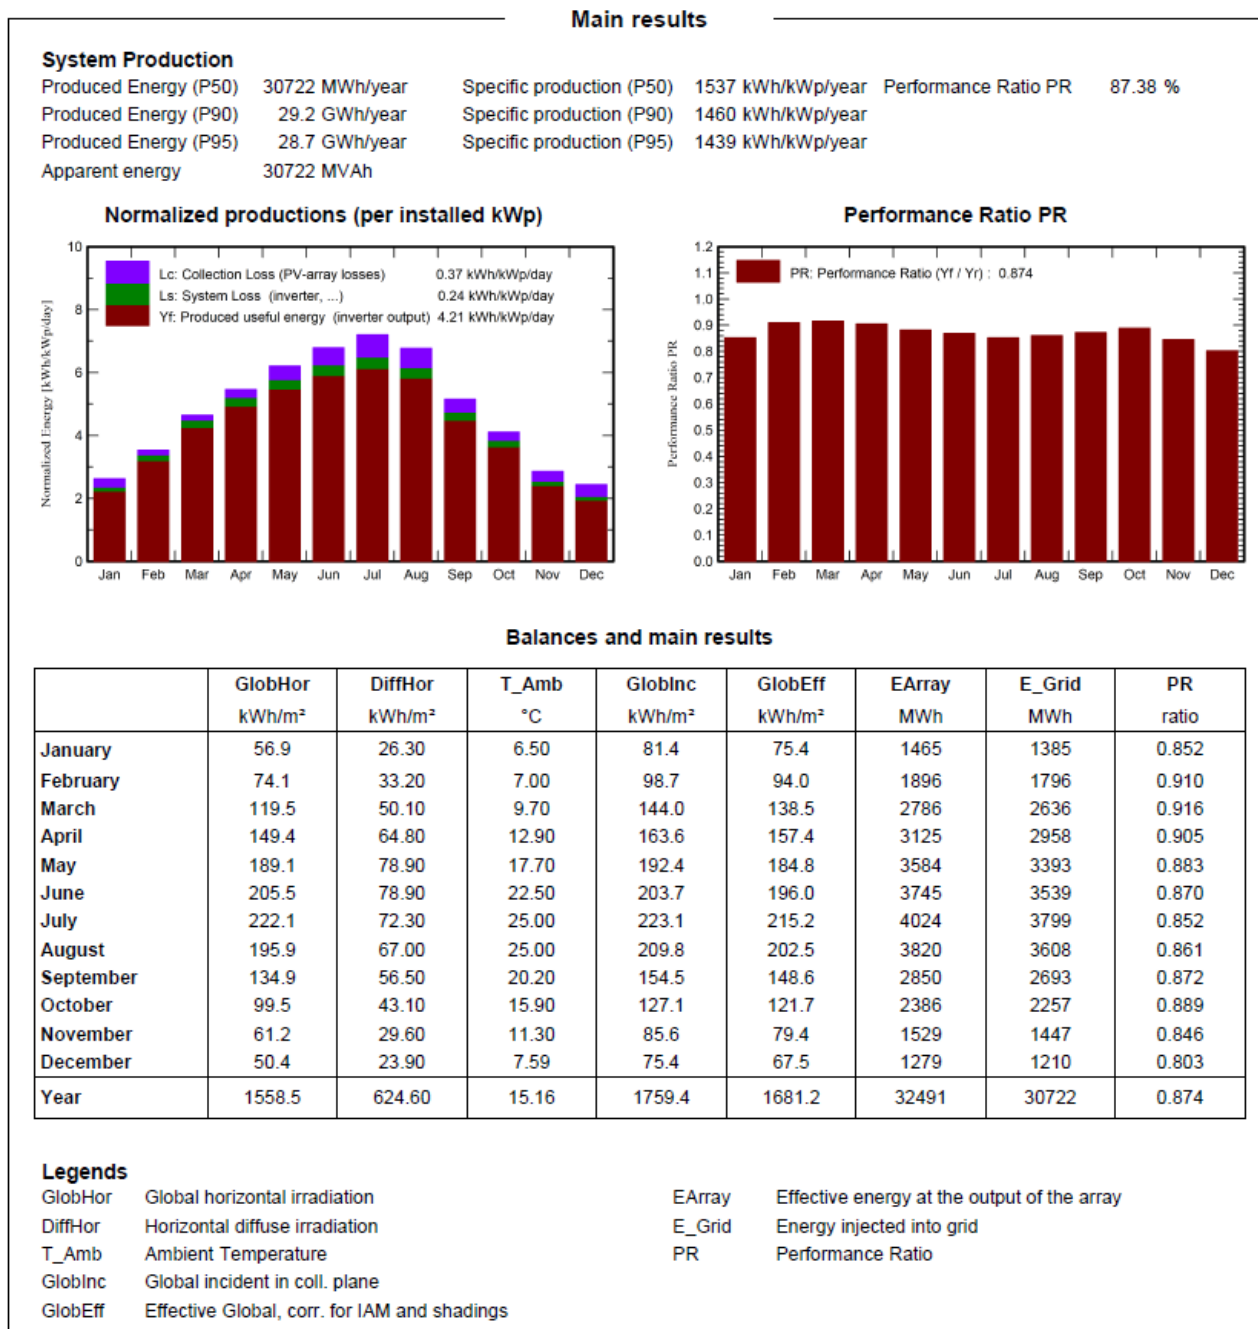 Main results
System Production
Produced Energy (P50) 30722 MWh/year Specific production (P50) 1537 kWh/kWp/year Performance Ratio PR 87.38 %
Produced Energy (P90) 29.2 GWh/year Specific production (P90) 1460 kWh/kWp/year
Produced Energy (P95) 28.7 GWh/year Specific production (P95) 1439 kWh/kWp/year
Apparent energy 30722 MVAh
Normalized productions (per installed kWp)
10
8
6
4
2
0
Normalized Energy [kWh/kWp/day]
Lc: Collection Loss (PV-array losses) 0.37 kWh/kWp/day
Ls: System Loss (inverter, ...) 0.24 kWh/kWp/day
Yf: Produced useful energy (inverter output) 4.21 kWh/kWp/day
Jan Feb Mar Apr May Jun Jul Aug Sep Oct Nov Dec
Performance Ratio PR
1.2
1.1
1.0
0.9
0.8
0.7
0.6
0.5
0.4
0.3
0.2
0.1
0.0
Performance Ratio PR
PR: Performance Ratio (Yf / Yr) : 0.874
Jan Feb Mar Apr May Jun Jul Aug Sep Oct Nov Dec
Balances and main results
GlobHor DiffHor T_Amb GlobInc GlobEff EArray E_Grid PR
kWh/m² kWh/m² °C kWh/m² kWh/m² MWh MWh ratio
January 56.9 26.30 6.50 81.4 75.4 1465 1385 0.852
February 74.1 33.20 7.00 98.7 94.0 1896 1796 0.910
March 119.5 50.10 9.70 144.0 138.5 2786 2636 0.916
April 149.4 64.80 12.90 163.6 157.4 3125 2958 0.905
May 189.1 78.90 17.70 192.4 184.8 3584 3393 0.883
June 205.5 78.90 22.50 203.7 196.0 3745 3539 0.870
July 222.1 72.30 25.00 223.1 215.2 4024 3799 0.852
August 195.9 67.00 25.00 209.8 202.5 3820 3608 0.861
September 134.9 56.50 20.20 154.5 148.6 2850 2693 0.872
October 99.5 43.10 15.90 127.1 121.7 2386 2257 0.889
November 61.2 29.60 11.30 85.6 79.4 1529 1447 0.846
December 50.4 23.90 7.59 75.4 67.5 1279 1210 0.803
Year 1558.5 624.60 15.16 1759.4 1681.2 32491 30722 0.874
Legends
GlobHor Global horizontal irradiation EArray Effective energy at the output of the array
DiffHor Horizontal diffuse irradiation E_Grid Energy injected into grid
T_Amb Ambient Temperature PR Performance Ratio
GlobInc Global incident in coll. plane
GlobEff Effective Global, corr. for IAM and shadings